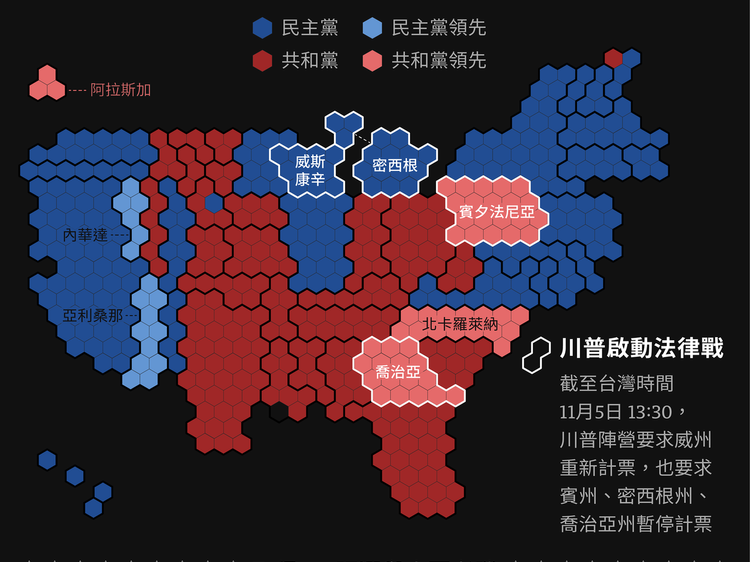 民主黨 民主黨領先
共和黨 共和黨領先
阿拉斯加
威斯
康辛
密西根
賓夕法尼亞
內華達
亞利桑那
北卡羅萊納
喬治亞
川普啟動法律戰
截至台灣時間
11月5日 13:30，
川普陣營要求威州
重新計票，也要求
賓州、密西根州、
喬治亞州暫停計票